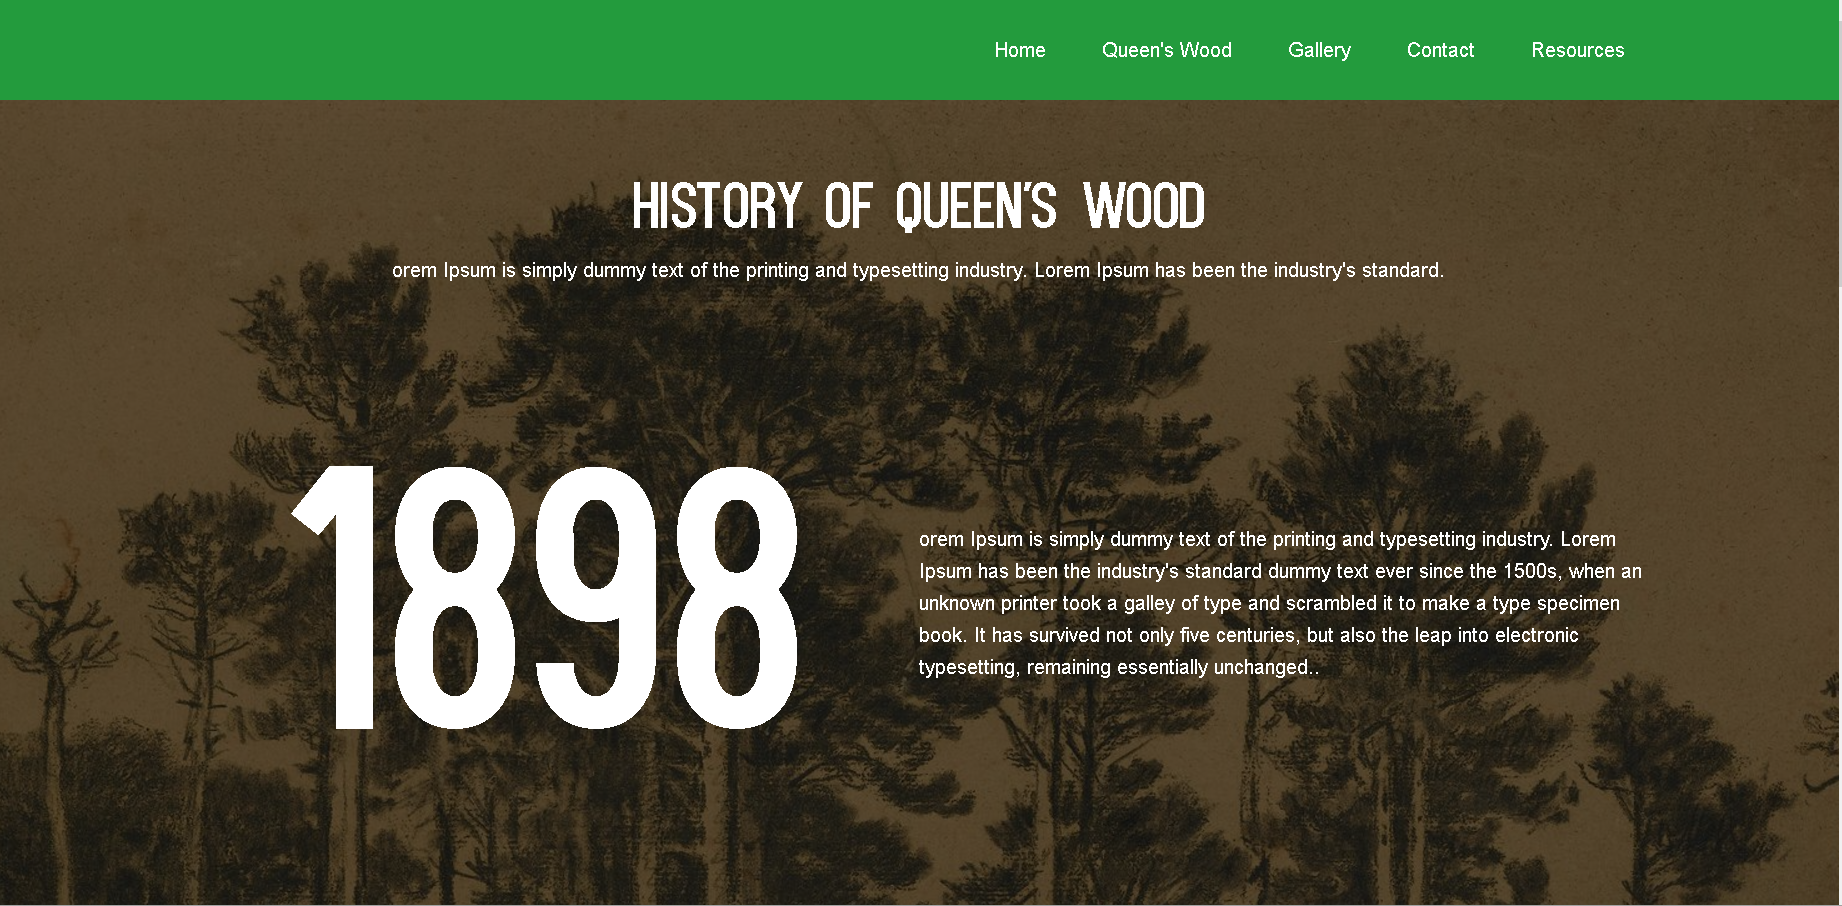 Home Queen's Wood Gallery Contact Resources
HISTORY OF QUEEN'S WOOD
orem Ipsum is simply dummy text of the printing and typesetting industry. Lorem Ipsum has been the industry's standard.
1898
orem Ipsum is simply dummy text of the printing and typesetting industry. Lorem
Ipsum has been the industry's standard dummy text ever since the 1500s, when an
unknown printer took a galley of type and scrambled it to make a type specimen
book. It has survived not only five centuries, but also the leap into electronic
typesetting, remaining essentially unchanged..